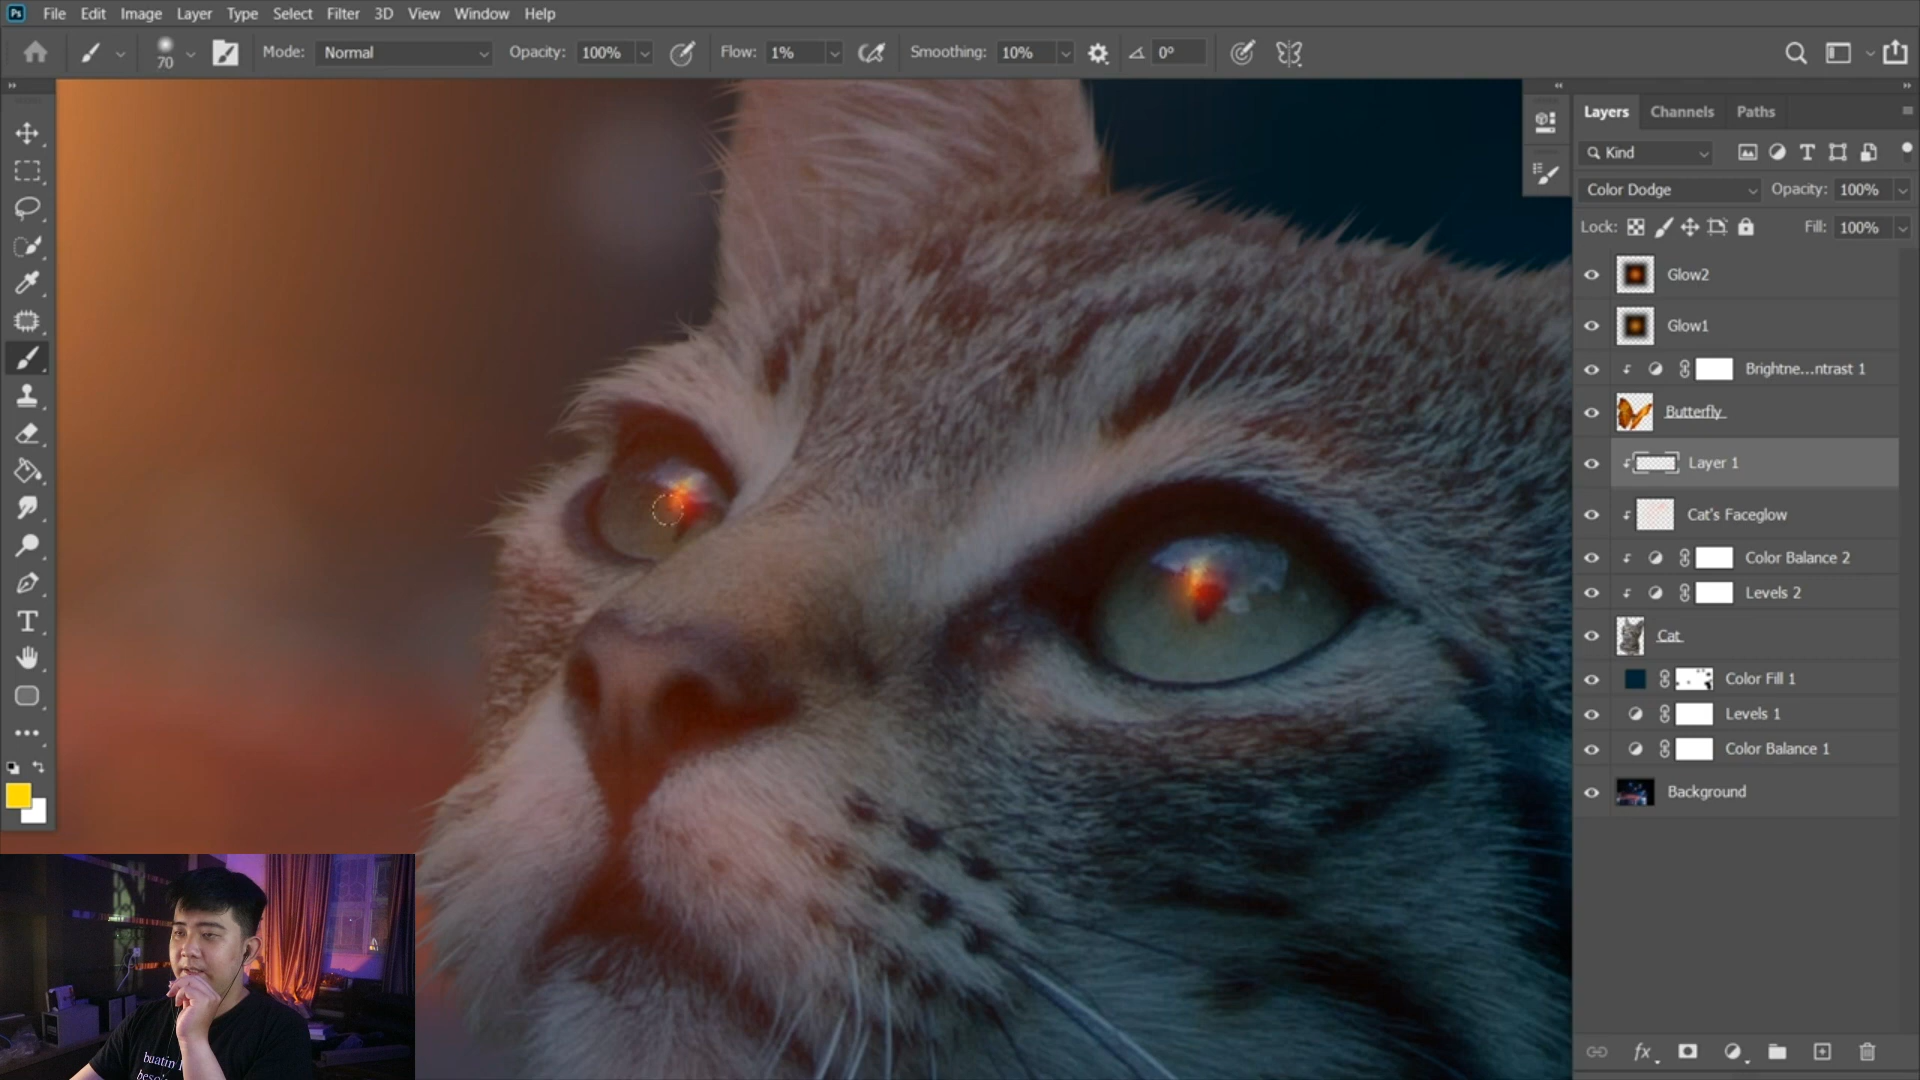 Ps File Edit Image Layer Type Select Filter 3D View Window Help
70 Mode: Normal Opacity: 100% Flow: 1% Smoothing: 10% 0°
Layers Channels Paths
Kind
Color Dodge Opacity: 100%
Lock: Fill: 100%
Glow2
Glow1
Brightne...ntrast 1
Butterfly
Layer 1
Cat's Faceglow
Color Balance 2
Levels 2
Cat
Color Fill 1
Levels 1
Color Balance 1
Background
fx
buatin